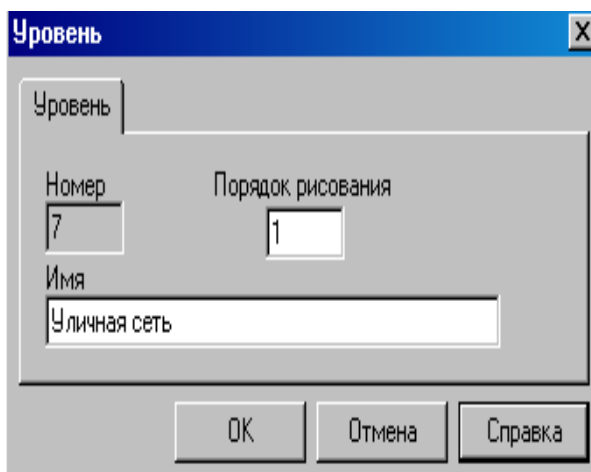 Уровень
Уровень
Номер Порядок рисования
7 1
Имя
Уличная сеть
OK Отмена Справка